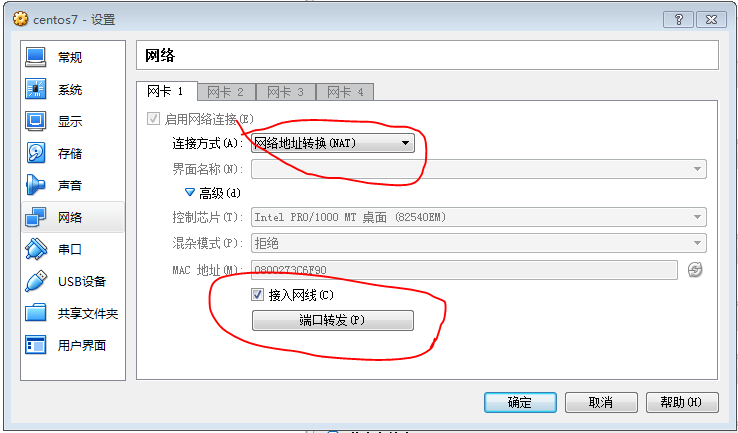 centos7 - 设置
常规
系统
显示
存储
声音
网络
串口
USB设备
共享文件夹
用户界面
网络
网卡 1 网卡 2 网卡 3 网卡 4
启用网络连接(E)
连接方式(A): 网络地址转换(NAT)
界面名称(N):
高级(d)
控制芯片(T): Intel PRO/1000 MT 桌面 (82540EM)
混杂模式(P): 拒绝
MAC 地址(M): 0800273C6F90
接入网线(C)
端口转发(P)
确定 取消 帮助(H)